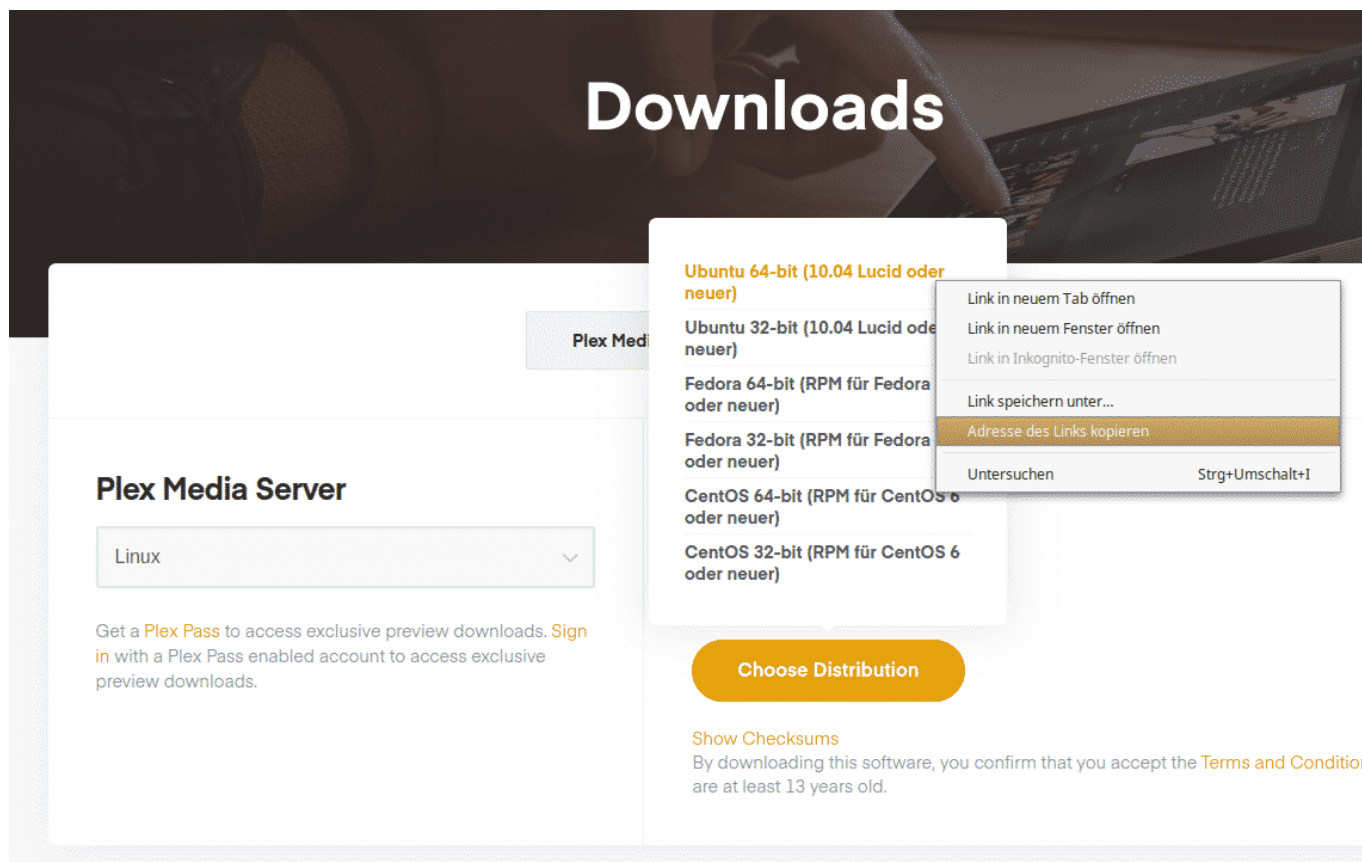 Downloads
Ubuntu 64-bit (10.04 Lucid oder
neuer)
Ubuntu 32-bit (10.04 Lucid ode
neuer)
Fedora 64-bit (RPM für Fedora
oder neuer)
Fedora 32-bit (RPM für Fedora
oder neuer)
CentOS 64-bit (RPM für CentOS 6
oder neuer)
CentOS 32-bit (RPM für CentOS 6
oder neuer)
Link in neuem Tab öffnen
Link in neuem Fenster öffnen
Link in Inkognito-Fenster öffnen
Link speichern unter...
Adresse des Links kopieren
Untersuchen Strg+Umschalt+I
Plex Medi
Plex Media Server
Linux
Get a Plex Pass to access exclusive preview downloads. Sign
in with a Plex Pass enabled account to access exclusive
preview downloads.
Choose Distribution
Show Checksums
By downloading this software, you confirm that you accept the Terms and Condition
are at least 13 years old.